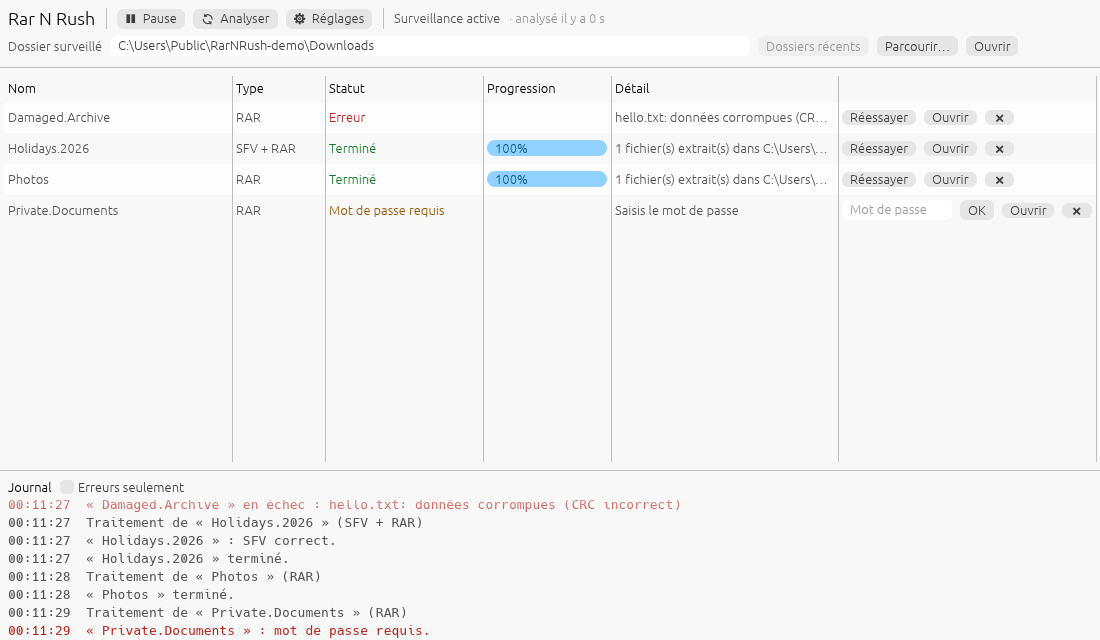 Rar N Rush Pause Analyser Réglages Surveillance active · analysé il y a 0 s
Dossier surveillé C:\Users\Public\RarNRush-demo\Downloads Dossiers récents Parcourir… Ouvrir
Nom Type Statut Progression Détail
Damaged.Archive RAR Erreur hello.txt: données corrompues (CR… Réessayer Ouvrir ×
Holidays.2026 SFV + RAR Terminé 100% 1 fichier(s) extrait(s) dans C:\Users\… Réessayer Ouvrir ×
Photos RAR Terminé 100% 1 fichier(s) extrait(s) dans C:\Users\… Réessayer Ouvrir ×
Private.Documents RAR Mot de passe requis Saisis le mot de passe Mot de passe OK Ouvrir ×
Journal Erreurs seulement
00:11:27 « Damaged.Archive » en échec : hello.txt: données corrompues (CRC incorrect)
00:11:27 Traitement de « Holidays.2026 » (SFV + RAR)
00:11:27 « Holidays.2026 » : SFV correct.
00:11:27 « Holidays.2026 » terminé.
00:11:28 Traitement de « Photos » (RAR)
00:11:28 « Photos » terminé.
00:11:29 Traitement de « Private.Documents » (RAR)
00:11:29 « Private.Documents » : mot de passe requis.